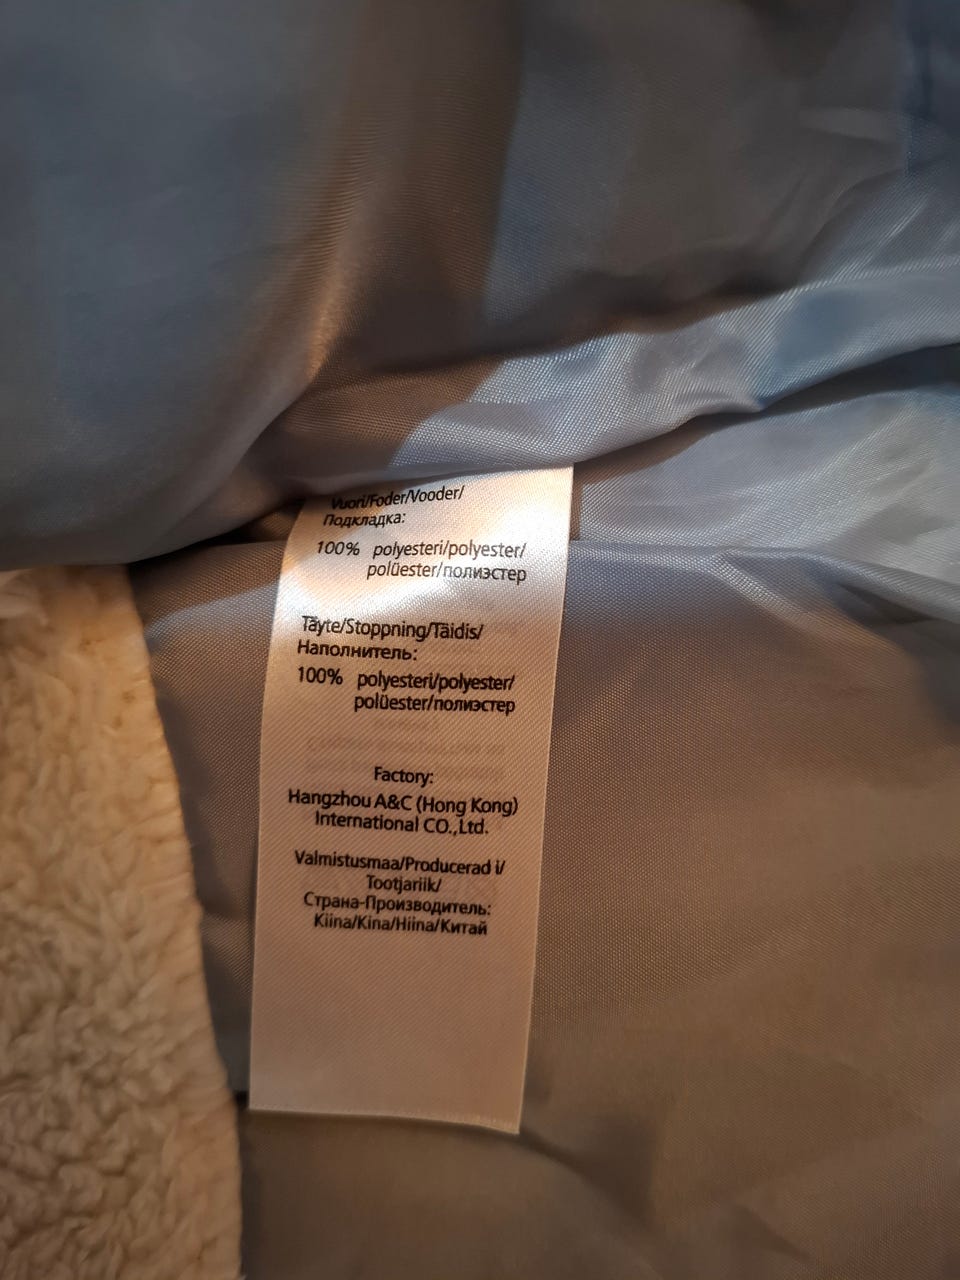 Vuori/Foder/Vooder/
Подкладка:
100% polyesteri/polyester/
polüester/полиэстер
Täyte/Stoppning/Täidis/
Наполнитель:
100% polyesteri/polyester/
polüester/полиэстер
Factory:
Hangzhou A&C (Hong Kong)
International CO.,Ltd.
Valmistusmaa/Producerad i/
Tootjariik/
Страна-Производитель:
Kiina/Kina/Hiina/Китай